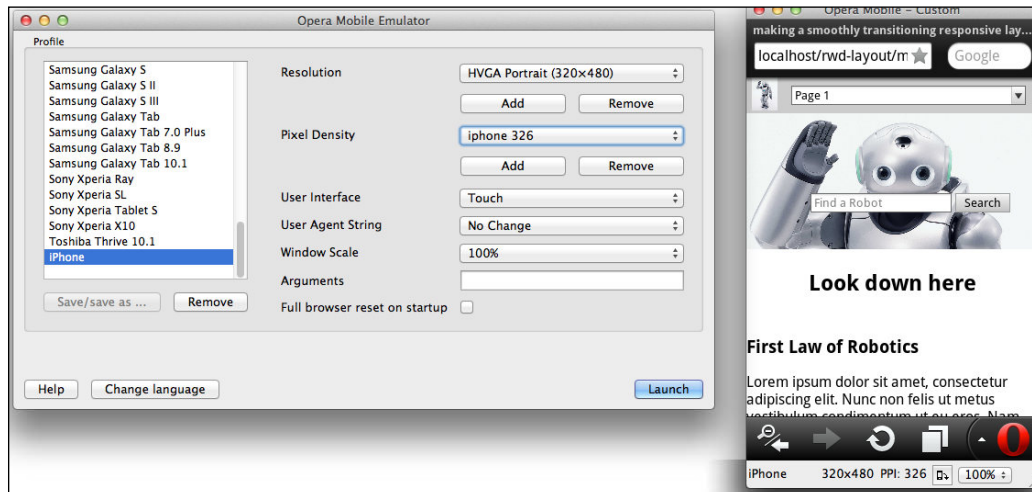 Opera Mobile Emulator
Profile
Samsung Galaxy S
Samsung Galaxy S II
Samsung Galaxy S III
Samsung Galaxy Tab
Samsung Galaxy Tab 7.0 Plus
Samsung Galaxy Tab 8.9
Samsung Galaxy Tab 10.1
Sony Xperia Ray
Sony Xperia SL
Sony Xperia Tablet S
Sony Xperia X10
Toshiba Thrive 10.1
iPhone
Save/save as ... Remove
Resolution HVGA Portrait (320×480)
Add Remove
Pixel Density iphone 326
Add Remove
User Interface Touch
User Agent String No Change
Window Scale 100%
Arguments
Full browser reset on startup
Help Change language Launch
Opera Mobile – Custom
making a smoothly transitioning responsive lay...
localhost/rwd-layout/m Google
Page 1
Find a Robot Search
Look down here
First Law of Robotics
Lorem ipsum dolor sit amet, consectetur
adipiscing elit. Nunc non felis ut metus
vestibulum condimentum ut eu eros. Nam
iPhone 320x480 PPI: 326 100%